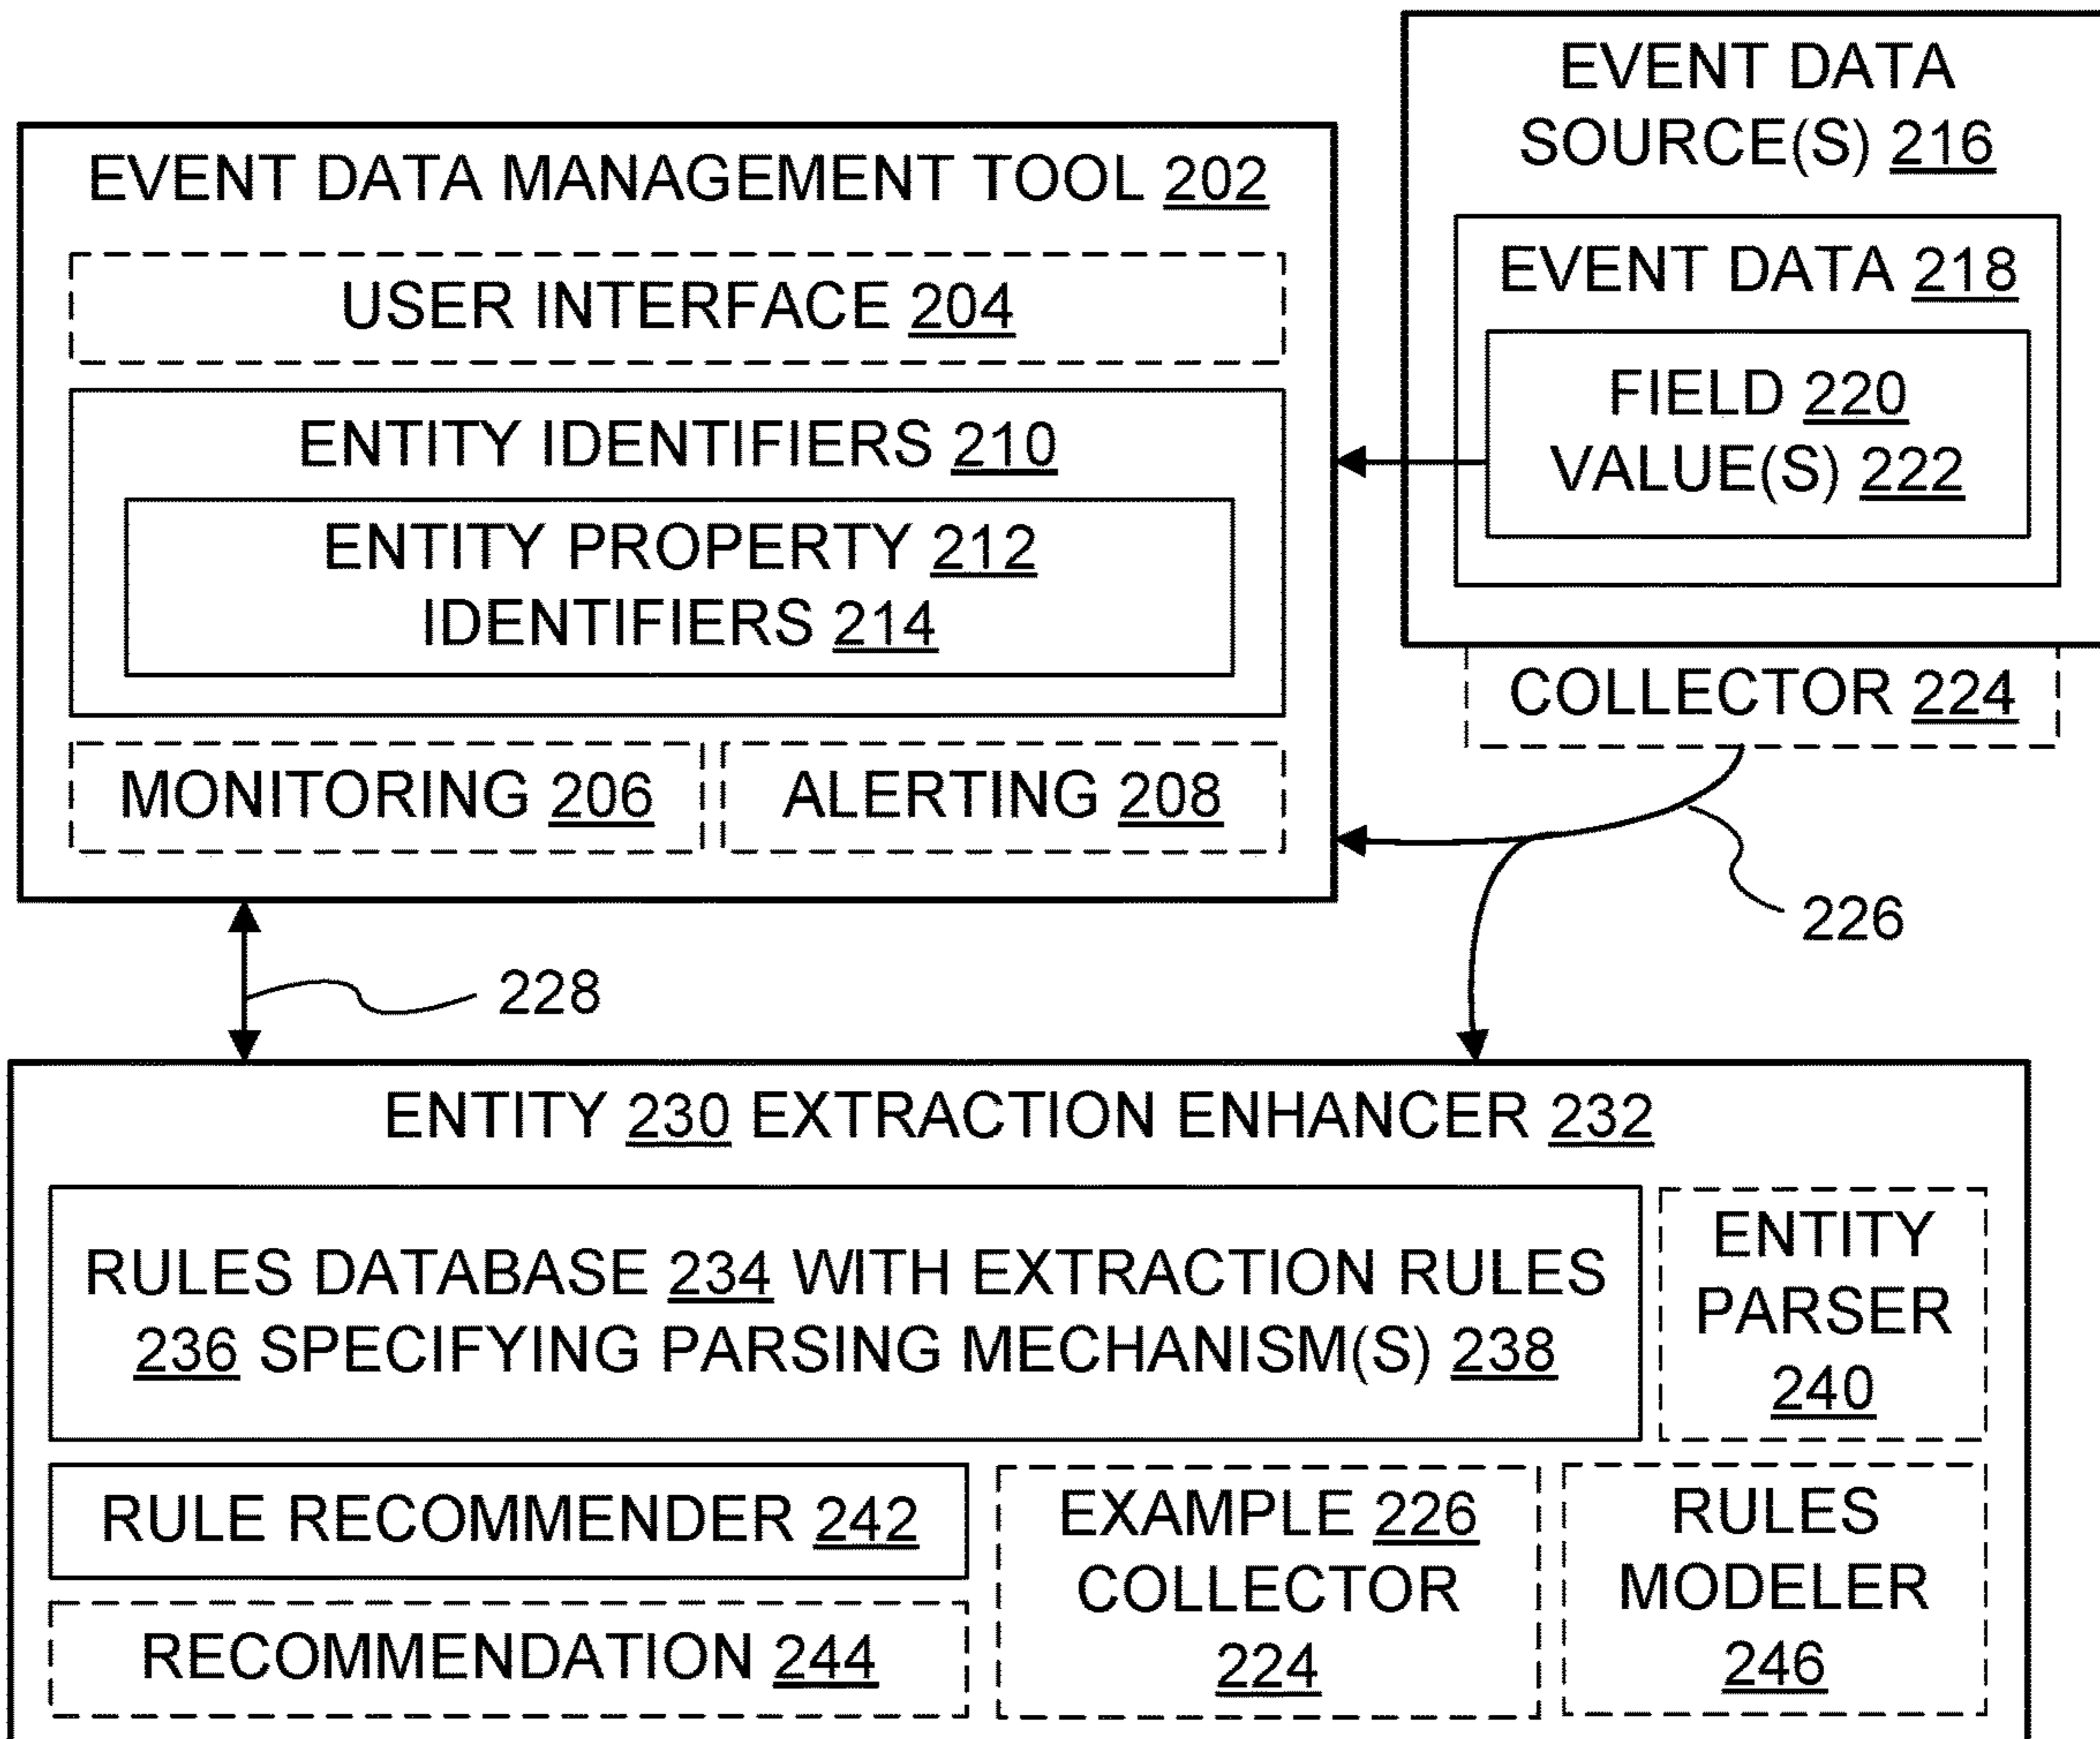 EVENT DATA
SOURCE(S) 216
EVENT DATA 218
FIELD 220
VALUE(S) 222
COLLECTOR 224
EVENT DATA MANAGEMENT TOOL 202
USER INTERFACE 204
ENTITY IDENTIFIERS 210
ENTITY PROPERTY 212
IDENTIFIERS 214
MONITORING 206
ALERTING 208
226
228
ENTITY 230 EXTRACTION ENHANCER 232
RULES DATABASE 234 WITH EXTRACTION RULES
236 SPECIFYING PARSING MECHANISM(S) 238
ENTITY
PARSER
240
RULE RECOMMENDER 242
RECOMMENDATION 244
EXAMPLE 226
COLLECTOR
224
RULES
MODELER
246